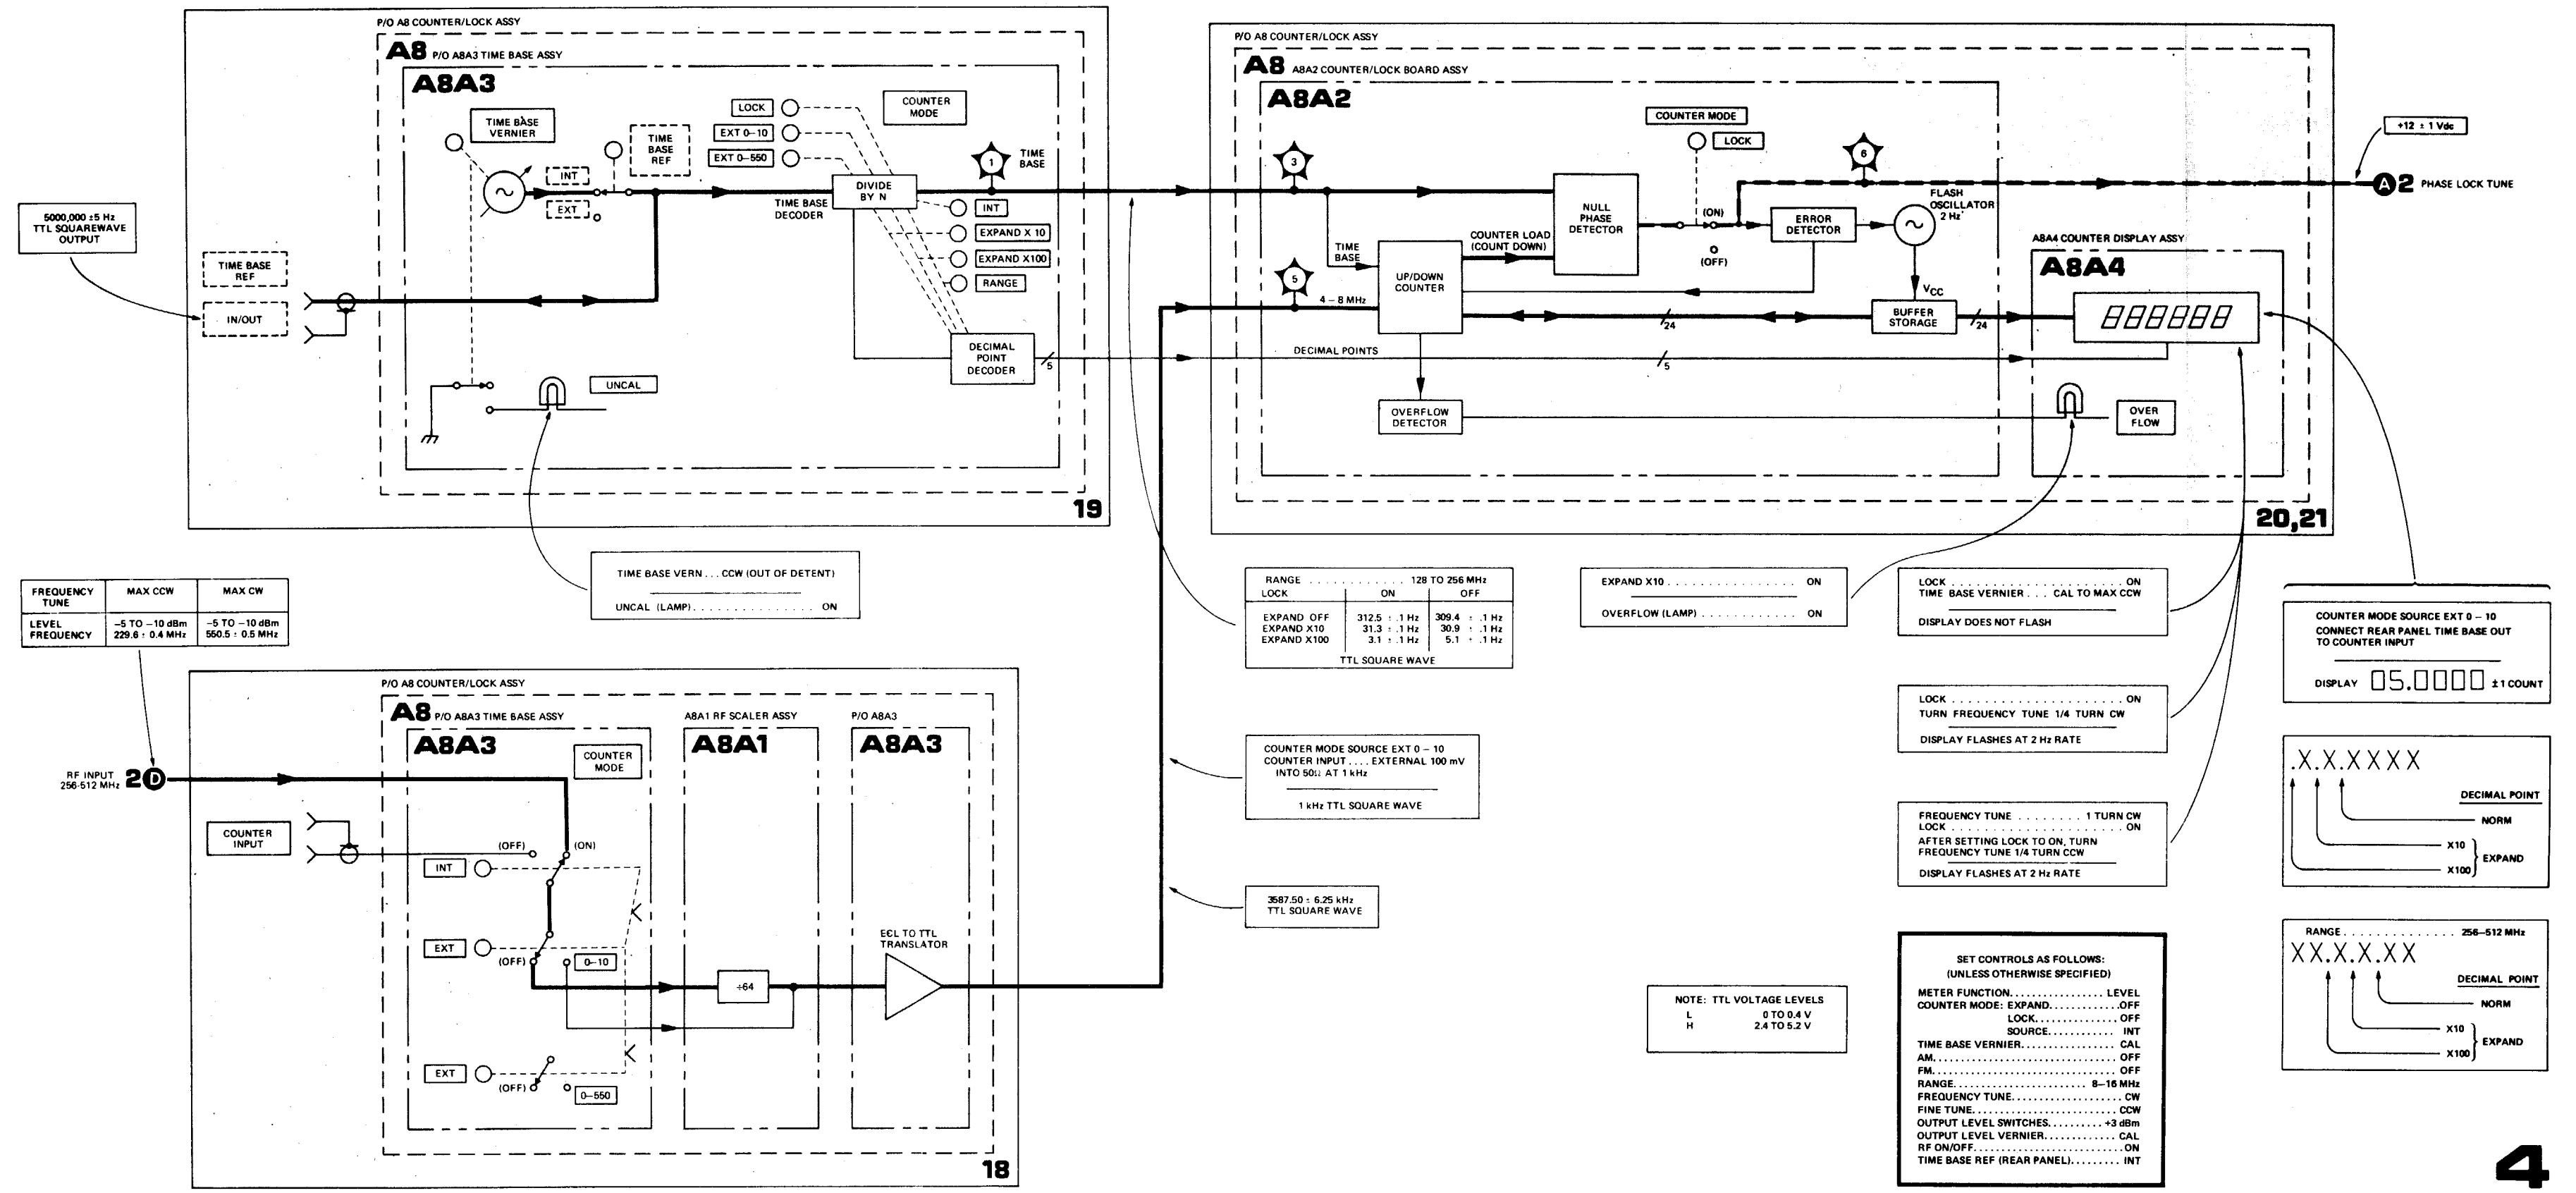 P/O A8 COUNTER/LOCK ASSY
A8 P/O A8A3 TIME BASE ASSY
A8A3
TIME BASE
VERNIER
LOCK
EXT 0-10
EXT 0-550
COUNTER
MODE
TIME
BASE
REF
INT
EXT
1
TIME
BASE
DIVIDE
BY N
TIME BASE
DECODER
INT
EXPAND X 10
EXPAND X100
RANGE
DECIMAL
POINT
DECODER
5
5000,000 ±5 Hz
TTL SQUAREWAVE
OUTPUT
TIME BASE
REF
IN/OUT
UNCAL
19
P/O A8 COUNTER/LOCK ASSY
A8 A8A2 COUNTER/LOCK BOARD ASSY
A8A2
3
5
6
COUNTER MODE
LOCK
NULL
PHASE
DETECTOR
(ON)
(OFF)
ERROR
DETECTOR
FLASH
OSCILLATOR
2 Hz
TIME
BASE
COUNTER LOAD
(COUNT DOWN)
UP/DOWN
COUNTER
4 – 8 MHz
VCC
BUFFER
STORAGE
24
24
DECIMAL POINTS
5
OVERFLOW
DETECTOR
A8A4 COUNTER DISPLAY ASSY
A8A4
888888
OVER
FLOW
20,21
+12 ± 1 Vdc
A 2 PHASE LOCK TUNE
TIME BASE VERN . . . CCW (OUT OF DETENT)
UNCAL (LAMP). . . . . . . . . . . . . . . ON
FREQUENCY
TUNE
MAX CCW
MAX CW
LEVEL
FREQUENCY
–5 TO –10 dBm
229.6 ± 0.4 MHz
–5 TO –10 dBm
550.5 ± 0.5 MHz
RANGE . . . . . . . . . . . . 128 TO 256 MHz
LOCK ON OFF
EXPAND OFF 312.5 ± .1 Hz 309.4 ± .1 Hz
EXPAND X10 31.3 ± .1 Hz 30.9 ± .1 Hz
EXPAND X100 3.1 ± .1 Hz 5.1 ± .1 Hz
TTL SQUARE WAVE
EXPAND X10 . . . . . . . . . . . . . . . . ON
OVERFLOW (LAMP) . . . . . . . . . . . . ON
LOCK . . . . . . . . . . . . . . . . . . . . . . ON
TIME BASE VERNIER . . . CAL TO MAX CCW
DISPLAY DOES NOT FLASH
LOCK . . . . . . . . . . . . . . . . . . . . . . ON
TURN FREQUENCY TUNE 1/4 TURN CW
DISPLAY FLASHES AT 2 Hz RATE
FREQUENCY TUNE . . . . . . . . 1 TURN CW
LOCK . . . . . . . . . . . . . . . . . . . . . . ON
AFTER SETTING LOCK TO ON, TURN
FREQUENCY TUNE 1/4 TURN CCW
DISPLAY FLASHES AT 2 Hz RATE
COUNTER MODE SOURCE EXT 0 – 10
CONNECT REAR PANEL TIME BASE OUT
TO COUNTER INPUT
DISPLAY 05.0000 ±1 COUNT
.X.X.XXXX
DECIMAL POINT
NORM
X10
X100
EXPAND
RANGE . . . . . . . . . . . . . . 256–512 MHz
XX.X.X.XX
DECIMAL POINT
NORM
X10
X100
EXPAND
P/O A8 COUNTER/LOCK ASSY
A8 P/O A8A3 TIME BASE ASSY
A8A3
COUNTER
MODE
A8A1 RF SCALER ASSY
A8A1
P/O A8A3
A8A3
RF INPUT
256-512 MHz
2 D
COUNTER
INPUT
(OFF)
(ON)
INT
EXT
(OFF)
0–10
÷64
ECL TO TTL
TRANSLATOR
EXT
(OFF)
0–550
18
COUNTER MODE SOURCE EXT 0 – 10
COUNTER INPUT . . . . EXTERNAL 100 mV
INTO 50Ω AT 1 kHz
1 kHz TTL SQUARE WAVE
3587.50 ± 6.25 kHz
TTL SQUARE WAVE
NOTE: TTL VOLTAGE LEVELS
L 0 TO 0.4 V
H 2.4 TO 5.2 V
SET CONTROLS AS FOLLOWS:
(UNLESS OTHERWISE SPECIFIED)
METER FUNCTION. . . . . . . . . . . . . . . . LEVEL
COUNTER MODE: EXPAND. . . . . . . . . . . OFF
LOCK. . . . . . . . . . . . . OFF
SOURCE. . . . . . . . . . . INT
TIME BASE VERNIER. . . . . . . . . . . . . . . CAL
AM. . . . . . . . . . . . . . . . . . . . . . . . . . OFF
FM. . . . . . . . . . . . . . . . . . . . . . . . . . OFF
RANGE. . . . . . . . . . . . . . . . . . . . 8–16 MHz
FREQUENCY TUNE. . . . . . . . . . . . . . . . . CW
FINE TUNE. . . . . . . . . . . . . . . . . . . . . CCW
OUTPUT LEVEL SWITCHES. . . . . . . . . +3 dBm
OUTPUT LEVEL VERNIER. . . . . . . . . . . . CAL
RF ON/OFF. . . . . . . . . . . . . . . . . . . . . . ON
TIME BASE REF (REAR PANEL). . . . . . . . INT
4